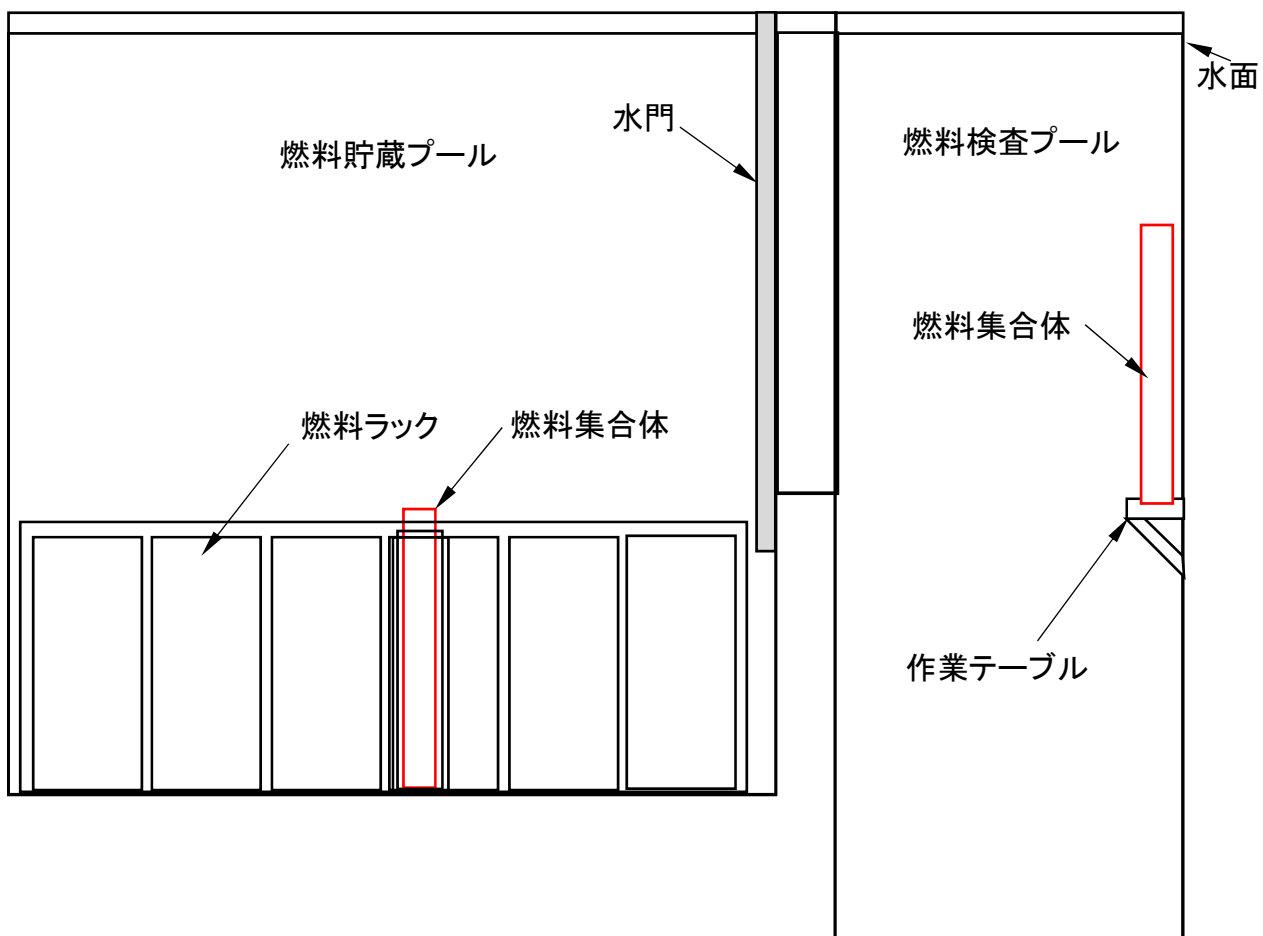 水面
水門
燃料貯蔵プール
燃料検査プール
燃料集合体
燃料ラック
燃料集合体
作業テーブル